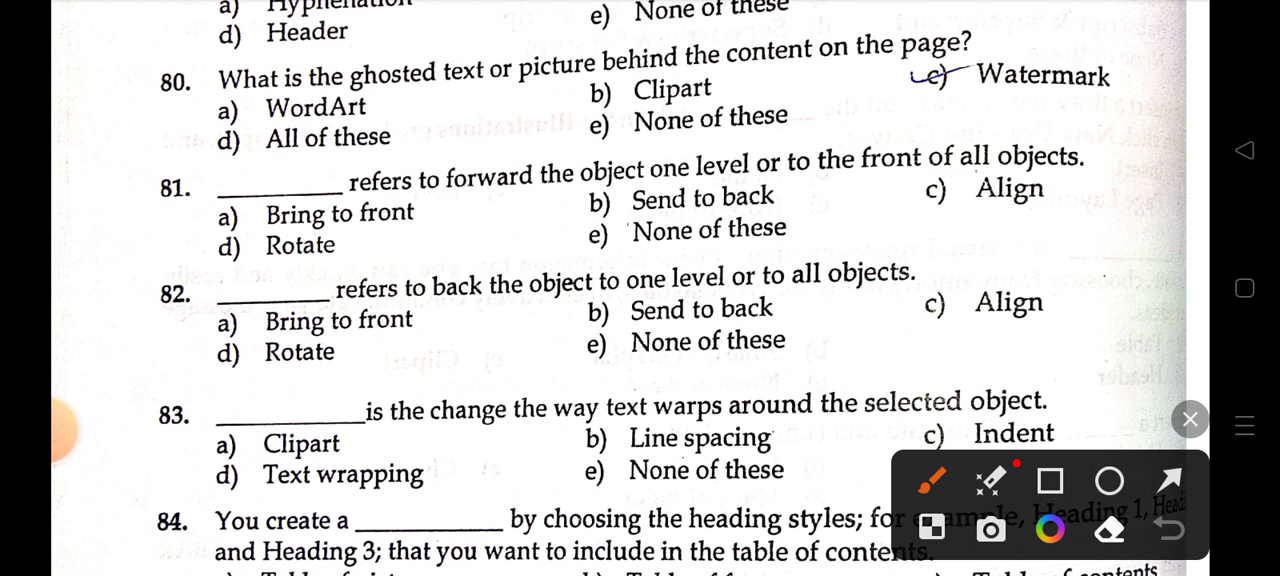 a) Hyphenation
e) None of these
d) Header
80. What is the ghosted text or picture behind the content on the page?
a) WordArt b) Clipart c) Watermark
d) All of these e) None of these
81. ____________ refers to forward the object one level or to the front of all objects.
a) Bring to front b) Send to back c) Align
d) Rotate e) None of these
82. ___________ refers to back the object to one level or to all objects.
a) Bring to front b) Send to back c) Align
d) Rotate e) None of these
83. ______________ is the change the way text warps around the selected object.
a) Clipart b) Line spacing c) Indent
d) Text wrapping e) None of these
84. You create a ______________ by choosing the heading styles; for example, Heading 1,
and Heading 3; that you want to include in the table of contents.